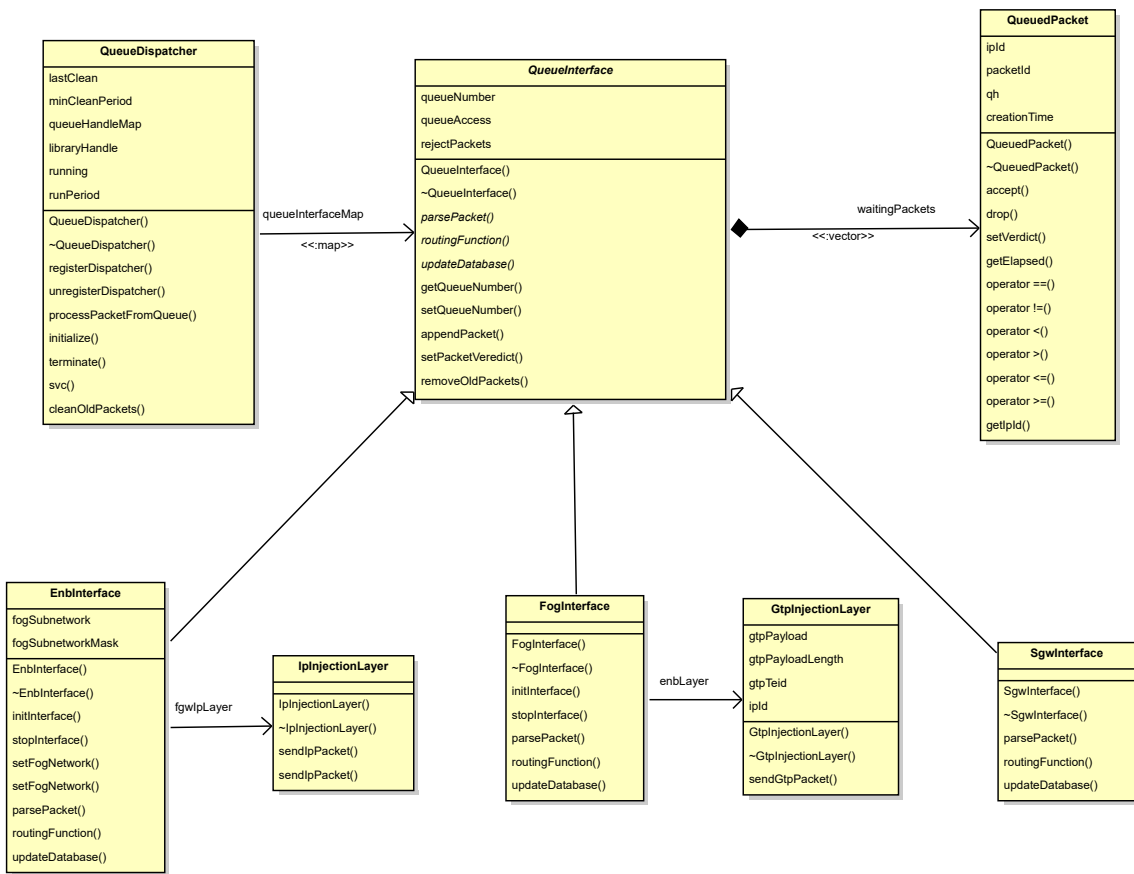 QueueDispatcher
lastClean
minCleanPeriod
queueHandleMap
libraryHandle
running
runPeriod
QueueDispatcher()
~QueueDispatcher()
registerDispatcher()
unregisterDispatcher()
processPacketFromQueue()
initialize()
terminate()
svc()
cleanOldPackets()
queueInterfaceMap
<<:map>>
QueueInterface
queueNumber
queueAccess
rejectPackets
QueueInterface()
~QueueInterface()
parsePacket()
routingFunction()
updateDatabase()
getQueueNumber()
setQueueNumber()
appendPacket()
setPacketVeredict()
removeOldPackets()
waitingPackets
<<:vector>>
QueuedPacket
ipId
packetId
qh
creationTime
QueuedPacket()
~QueuedPacket()
accept()
drop()
setVerdict()
getElapsed()
operator ==()
operator !=()
operator <()
operator >()
operator <=()
operator >=()
getIpId()
EnbInterface
fogSubnetwork
fogSubnetworkMask
EnbInterface()
~EnbInterface()
initInterface()
stopInterface()
setFogNetwork()
setFogNetwork()
parsePacket()
routingFunction()
updateDatabase()
fgwIpLayer
IpInjectionLayer
IpInjectionLayer()
~IpInjectionLayer()
sendIpPacket()
sendIpPacket()
FogInterface
FogInterface()
~FogInterface()
initInterface()
stopInterface()
parsePacket()
routingFunction()
updateDatabase()
enbLayer
GtpInjectionLayer
gtpPayload
gtpPayloadLength
gtpTeid
ipId
GtpInjectionLayer()
~GtpInjectionLayer()
sendGtpPacket()
SgwInterface
SgwInterface()
~SgwInterface()
parsePacket()
routingFunction()
updateDatabase()